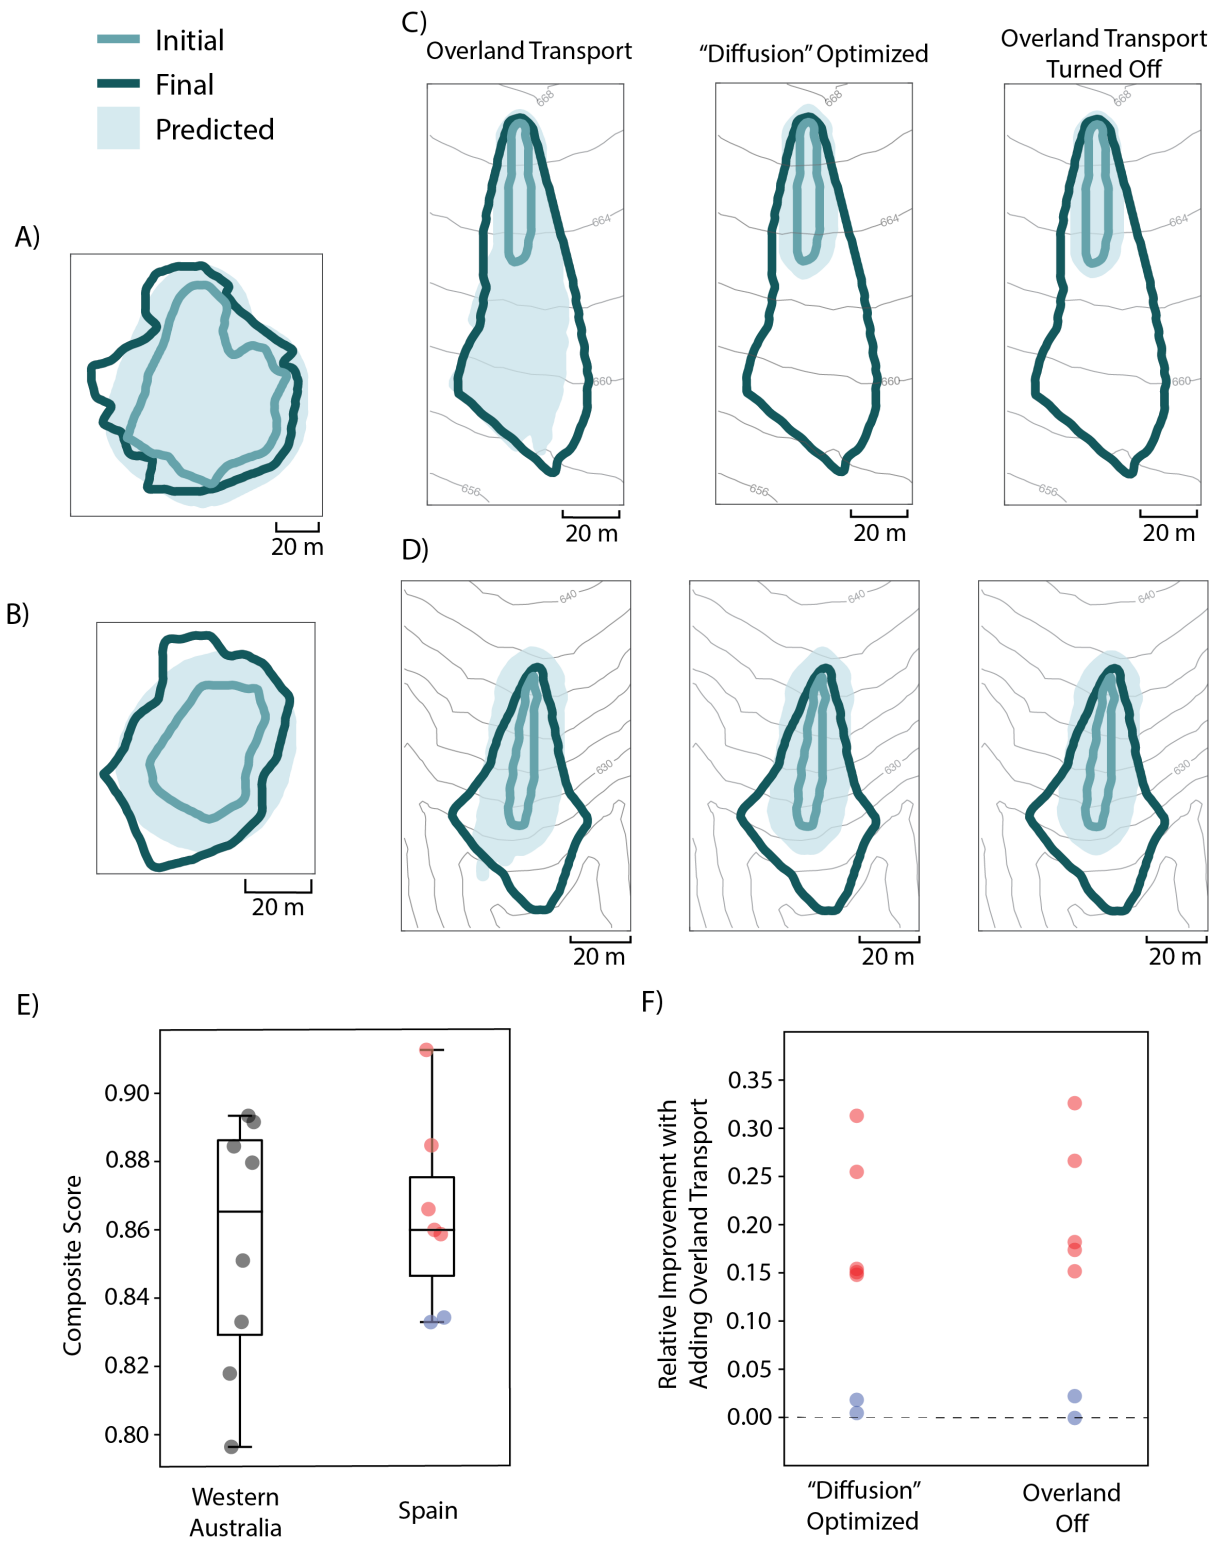 Initial
Final
Predicted
C)
Overland Transport
“Diffusion” Optimized
Overland Transport
Turned Off
668
664
660
656
20 m
668
664
660
656
20 m
668
664
660
656
20 m
A)
20 m
B)
20 m
D)
640
630
20 m
640
630
20 m
640
630
20 m
E)
Composite Score
0.90
0.88
0.86
0.84
0.82
0.80
Western
Australia
Spain
F)
Relative Improvement with
Adding Overland Transport
0.35
0.30
0.25
0.20
0.15
0.10
0.05
0.00
“Diffusion”
Optimized
Overland
Off